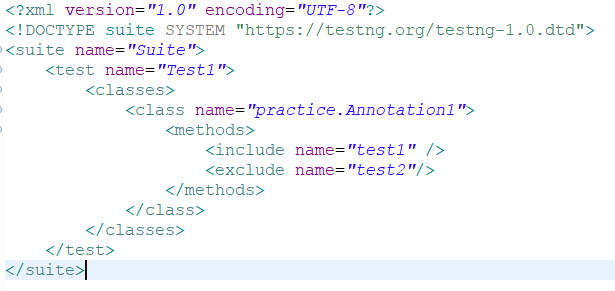 <?xml version="1.0" encoding="UTF-8"?>
<!DOCTYPE suite SYSTEM "https://testng.org/testng-1.0.dtd">
<suite name="Suite">
    <test name="Test1">
        <classes>
            <class name="practice.Annotation1">
                <methods>
                    <include name="test1" />
                    <exclude name="test2"/>
                </methods>
            </class>
        </classes>
    </test>
</suite>